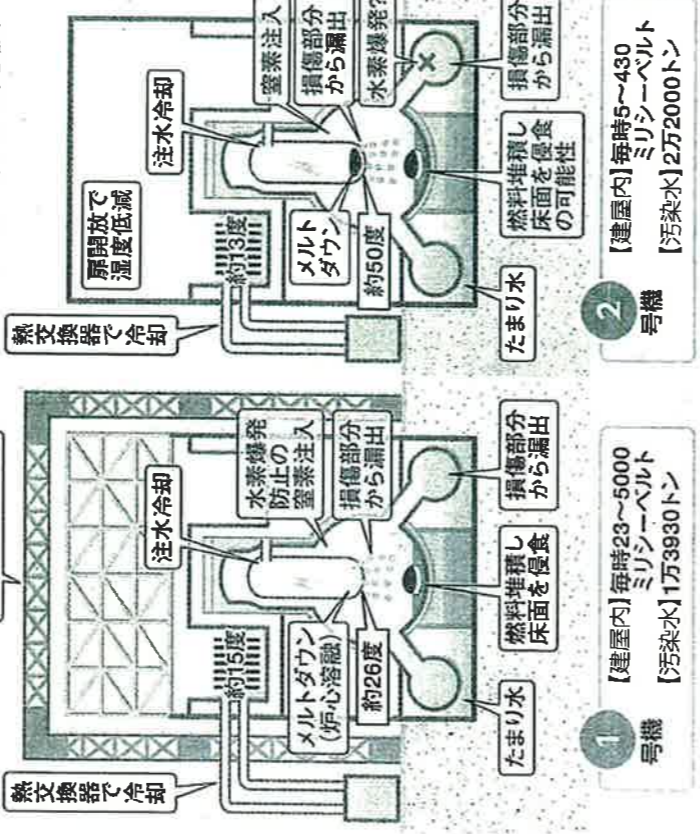 熱交換器で冷却
注水冷却
約15度
水素爆発
防止の
窒素注入
損傷部分
から漏出
メルトダウン
(炉心溶融)
約26度
たまり水
燃料堆積し
床面を侵食
損傷部分
から漏出
1
号機
【建屋内】毎時23〜5000
ミリシーベルト
【汚染水】1万3930トン
熱交換器で冷却
扉開放で
湿度低減
注水冷却
約13度
窒素注入
損傷部分
から漏出
水素爆発?
メルト
ダウン
約50度
たまり水
燃料堆積し
床面を侵食
の可能性
損傷部分
から漏出
2
号機
【建屋内】毎時5〜430
ミリシーベルト
【汚染水】2万2000トン